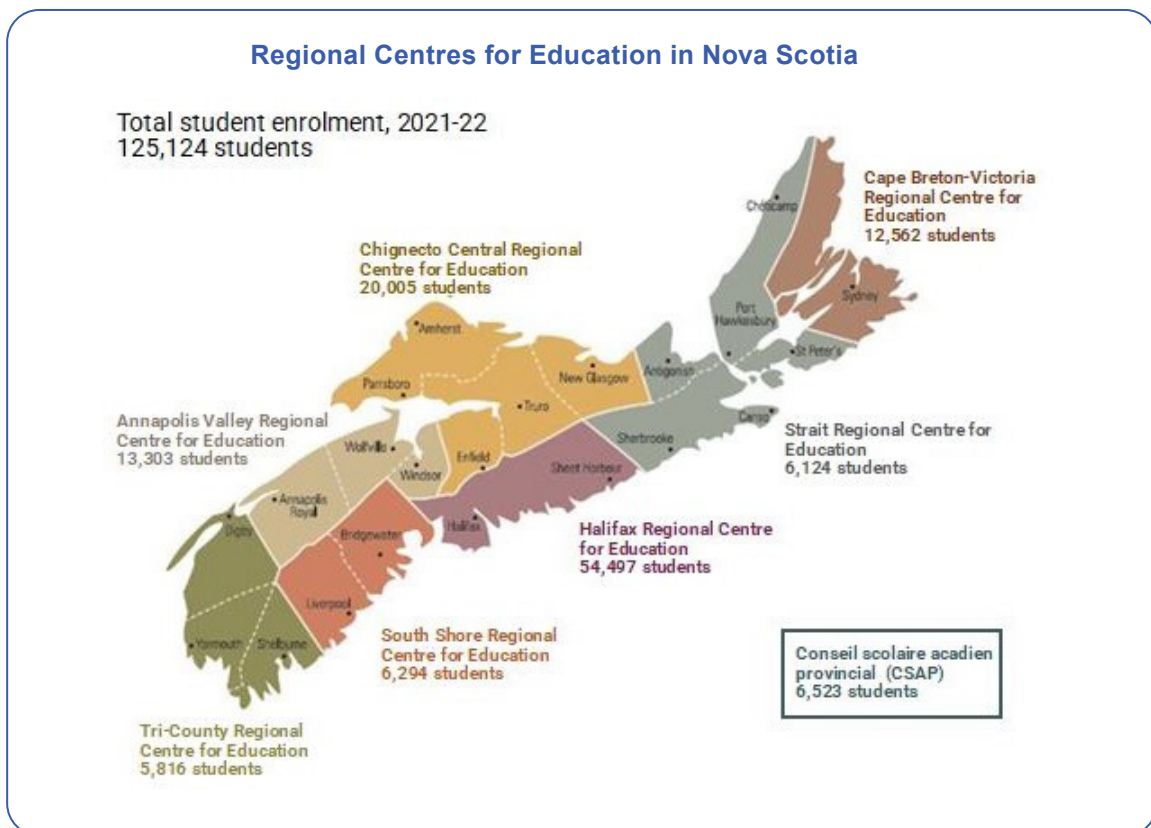 Regional Centres for Education in Nova Scotia
Total student enrolment, 2021-22
125,124 students
Cape Breton-Victoria
Regional Centre for
Education
12,562 students
Chéticamp
Chignecto Central Regional
Centre for Education
20,005 students
Sydney
Port
Hawkesbury
Amherst
St Peter's
Antigonish
New Glasgow
Parrsboro
Truro
Canso
Annapolis Valley Regional
Centre for Education
13,303 students
Strait Regional Centre for
Education
6,124 students
Sherbrooke
Wolfville
Enfield
Windsor
Sheet Harbour
Annapolis
Royal
Digby
Bridgewater
Halifax
Halifax Regional Centre
for Education
54,497 students
Liverpool
Yarmouth
Shelburne
South Shore Regional
Centre for Education
6,294 students
Conseil scolaire acadien
provincial (CSAP)
6,523 students
Tri-County Regional
Centre for Education
5,816 students